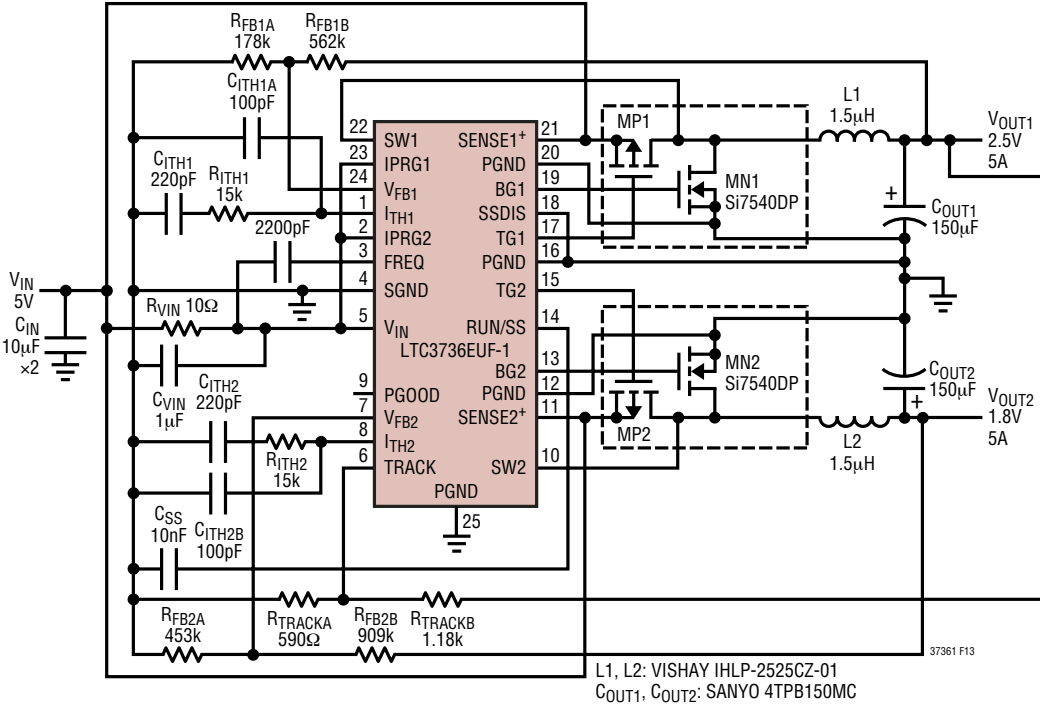 RFB1A
178k
RFB1B
562k
CITH1A
100pF
CITH1
220pF
RITH1
15k
2200pF
VIN
5V
CIN
10µF
×2
RVIN 10Ω
CVIN
1µF
CITH2
220pF
RITH2
15k
CITH2B
100pF
CSS
10nF
RFB2A
453k
RTRACKA
590Ω
RFB2B
909k
RTRACKB
1.18k
22 SW1
23 IPRG1
24 VFB1
1 ITH1
2 IPRG2
3 FREQ
4 SGND
5 VIN
LTC3736EUF-1
9 PGOOD
7 VFB2
8 ITH2
6 TRACK
SENSE1+ 21
PGND 20
BG1 19
SSDIS 18
TG1 17
PGND 16
TG2 15
RUN/SS 14
BG2 13
PGND 12
SENSE2+ 11
SW2 10
PGND
25
MP1
MN1
Si7540DP
L1
1.5µH
VOUT1
2.5V
5A
+
COUT1
150µF
MN2
Si7540DP
MP2
L2
1.5µH
COUT2
150µF
+
VOUT2
1.8V
5A
37361 F13
L1, L2: VISHAY IHLP-2525CZ-01
COUT1, COUT2: SANYO 4TPB150MC